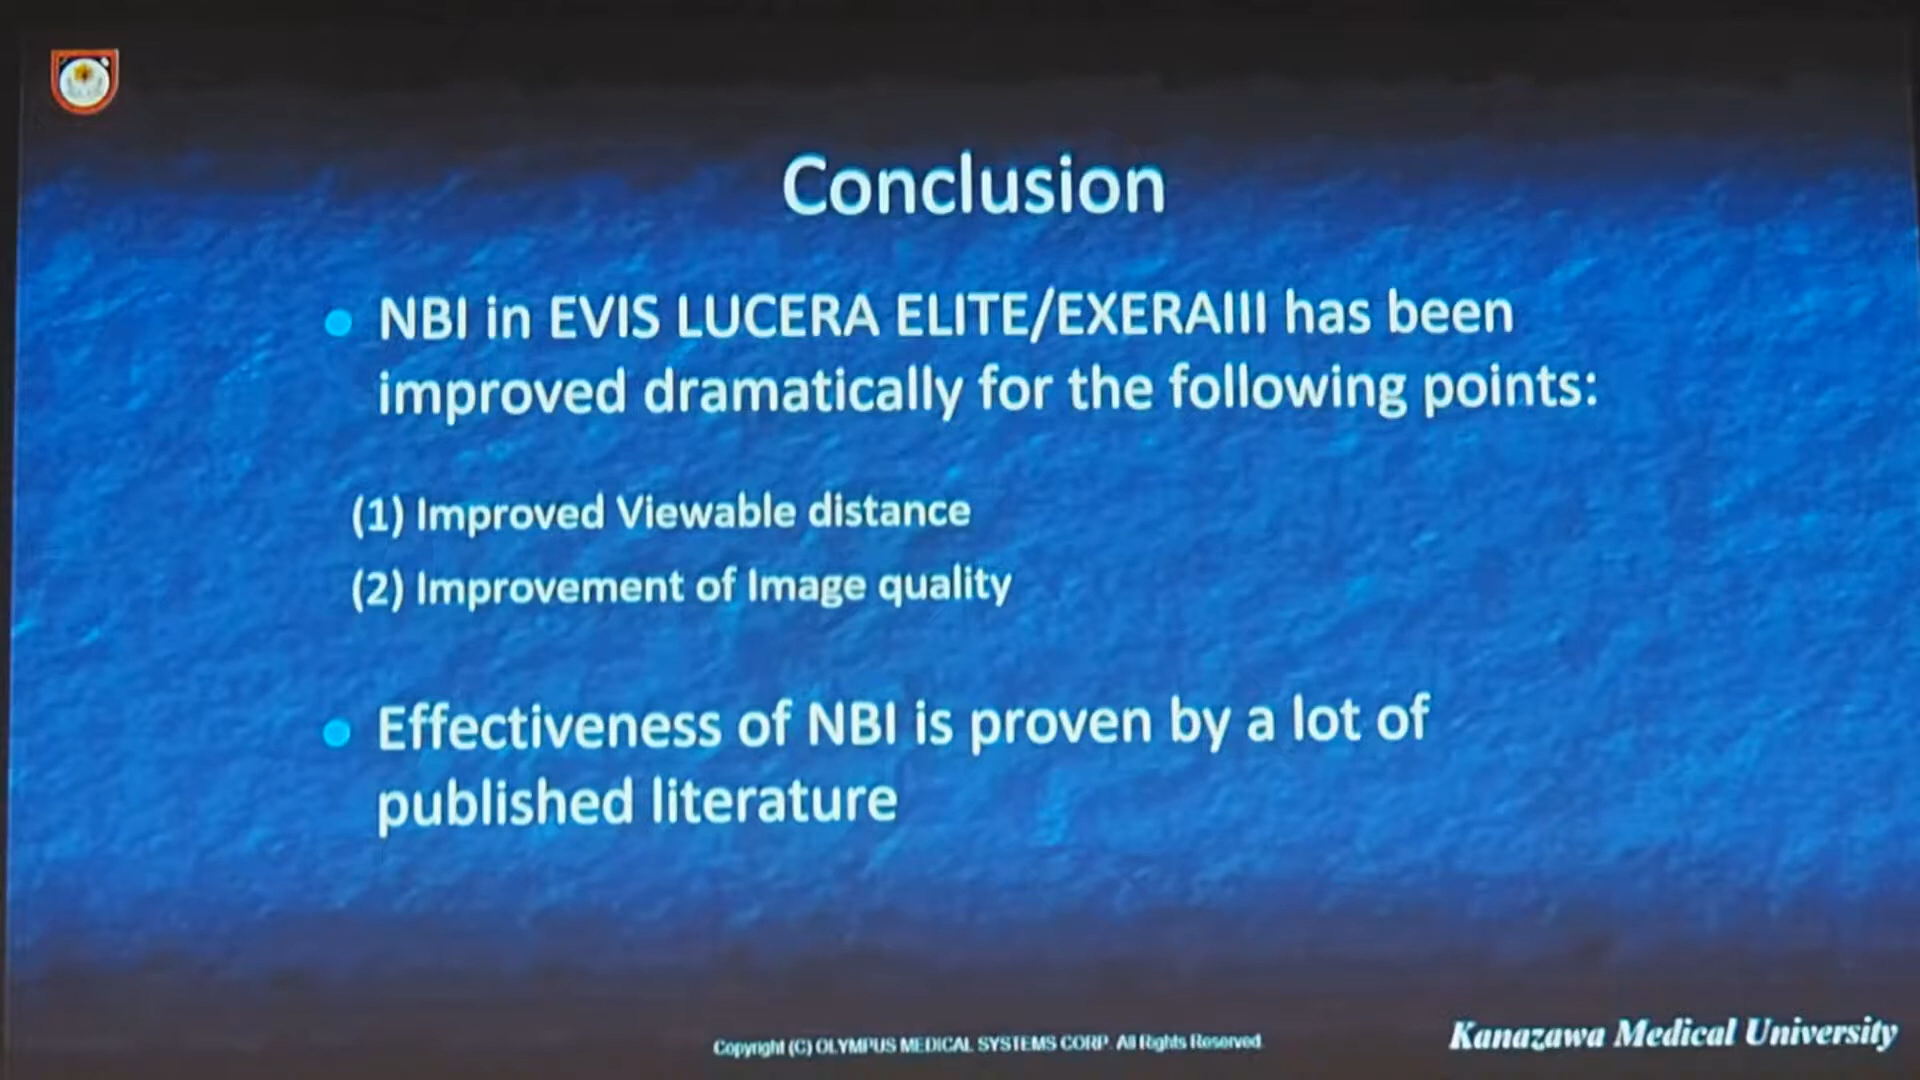 Conclusion
• NBI in EVIS LUCERA ELITE/EXERAIII has been
improved dramatically for the following points:
(1) Improved Viewable distance
(2) Improvement of Image quality
• Effectiveness of NBI is proven by a lot of
published literature
Copyright (C) OLYMPUS MEDICAL SYSTEMS CORP. All Rights Reserved.
Kanazawa Medical University